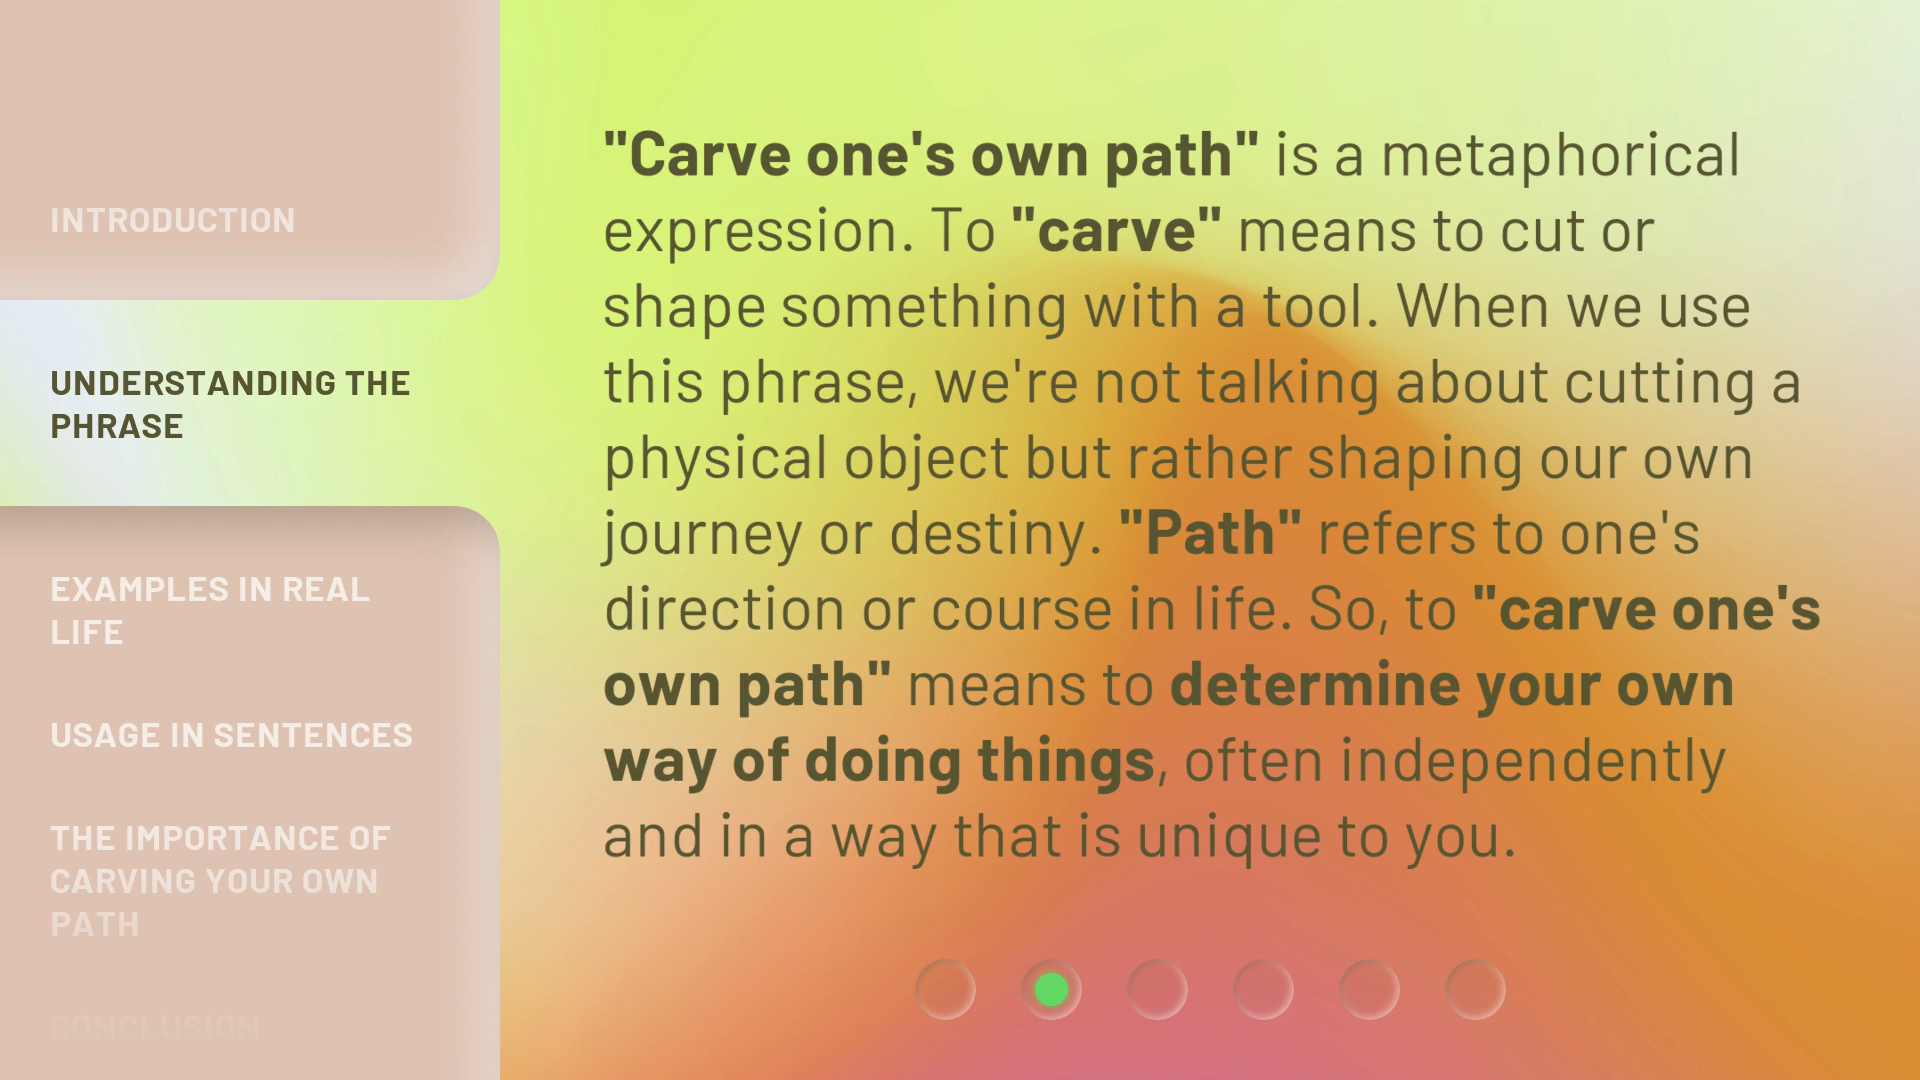 INTRODUCTION
UNDERSTANDING THE
PHRASE
EXAMPLES IN REAL
LIFE
USAGE IN SENTENCES
THE IMPORTANCE OF
CARVING YOUR OWN
PATH
CONCLUSION
"Carve one's own path" is a metaphorical
expression. To "carve" means to cut or
shape something with a tool. When we use
this phrase, we're not talking about cutting a
physical object but rather shaping our own
journey or destiny. "Path" refers to one's
direction or course in life. So, to "carve one's
own path" means to determine your own
way of doing things, often independently
and in a way that is unique to you.